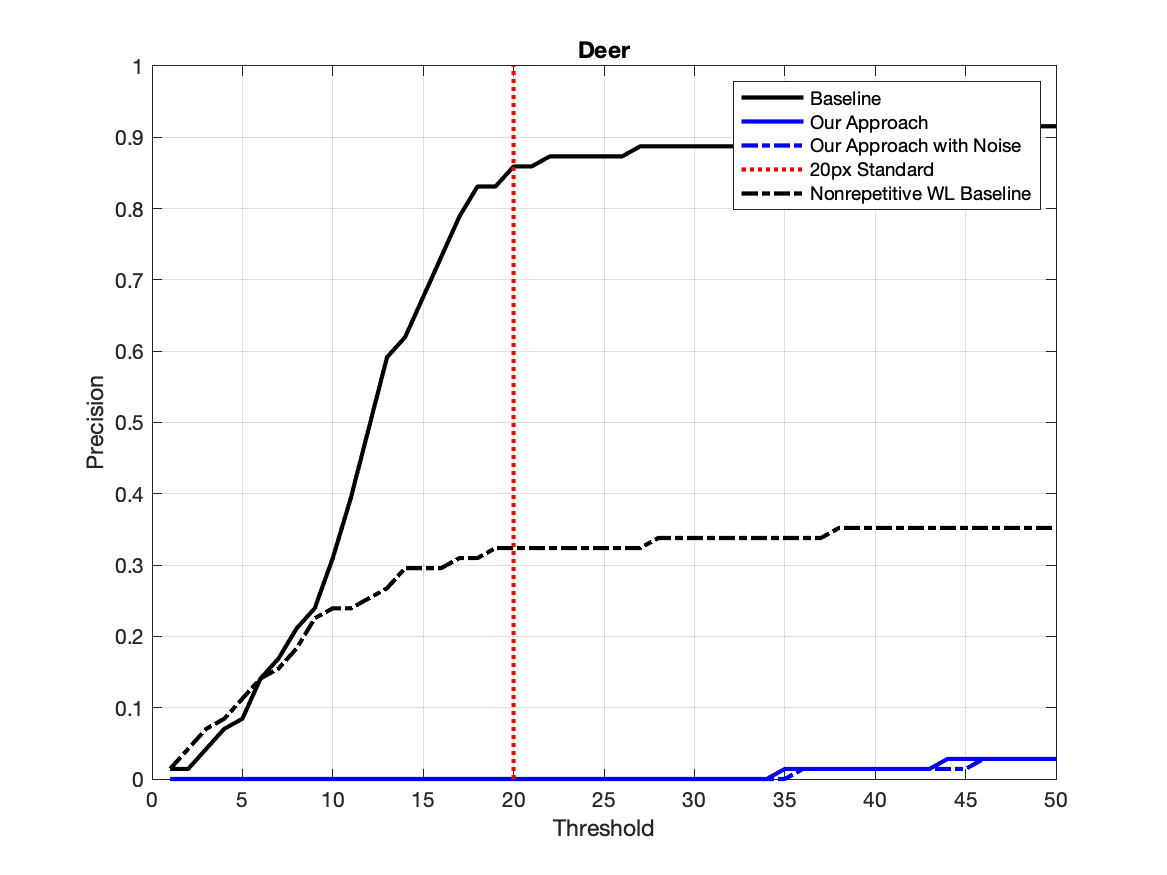 Deer
Baseline
Our Approach
Our Approach with Noise
20px Standard
Nonrepetitive WL Baseline
1
0.9
0.8
0.7
0.6
0.5
0.4
0.3
0.2
0.1
0
Precision
0 5 10 15 20 25 30 35 40 45 50
Threshold